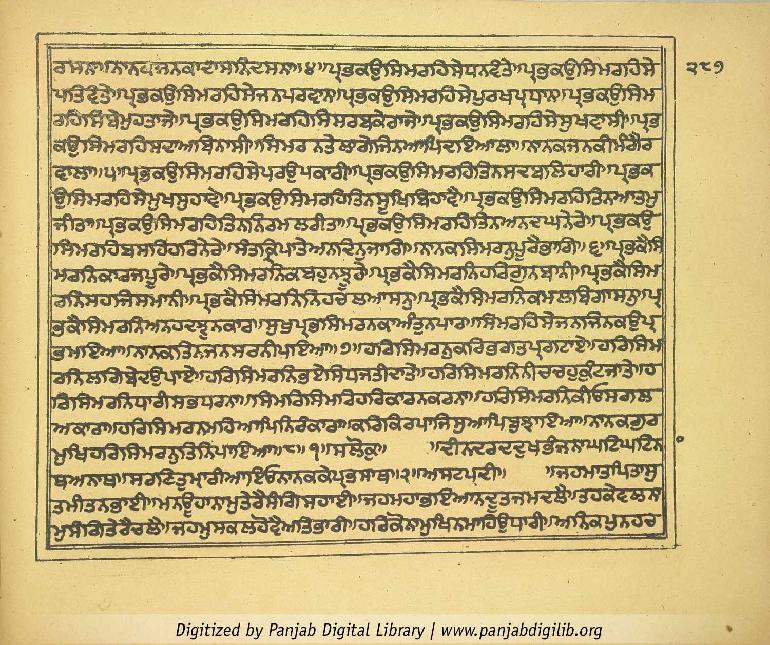 ਰਸਨਾ॥ਨਾਨਕਜਨਕਾਦਾਸਨਿਦਸਨਾ॥੪॥ਪ੍ਰਭਕਉਸਿਮਰਹਿਸੇਧਨਵੰਤੇ॥ਪ੍ਰਭਕਉਸਿਮਰਹਿਸੇ
ਪਤਿਵੰਤੇ॥ਪ੍ਰਭਕਉਸਿਮਰਹਿਸੇਜਨਪਰਵਾਨ॥ਪ੍ਰਭਕਉਸਿਮਰਹਿਸੇਪੁਰਖਪ੍ਰਧਾਨ॥ਪ੍ਰਭਕਉਸਿਮ
ਰਹਿਸਿਬੇਮੁਹਤਾਜੇ॥ਪ੍ਰਭਕਉਸਿਮਰਹਿਸਿਸਰਬਕੇਰਾਜੇ॥ਪ੍ਰਭਕਉਸਿਮਰਹਿਸੇਸੁਖਵਾਸੀ॥ਪ੍ਰਭ
ਕਉਸਿਮਰਹਿਸਦਾਅਬਿਨਾਸੀ॥ਸਿਮਰਨਤੇਲਾਗੇਜਿਨਆਪਿਦਇਆਲਾ॥ਨਾਨਕਜਨਕੀਮੰਗੈਰ
ਵਾਲਾ॥੫॥ਪ੍ਰਭਕਉਸਿਮਰਹਿਸੇਪਰਉਪਕਾਰੀ॥ਪ੍ਰਭਕਉਸਿਮਰਹਿਤਿਨਸਦਬਲਿਹਾਰੀ॥ਪ੍ਰਭਕ
ਉਸਿਮਰਹਿਸੇਮੁਖਸੁਹਾਵੇ॥ਪ੍ਰਭਕਉਸਿਮਰਹਿਤਿਨਸੂਖਿਬਿਹਾਵੈ॥ਪ੍ਰਭਕਉਸਿਮਰਹਿਤਿਨਆਤਮੁ
ਜੀਤਾ॥ਪ੍ਰਭਕਉਸਿਮਰਹਿਤਿਨਨਿਰਮਲਰੀਤਾ॥ਪ੍ਰਭਕਉਸਿਮਰਹਿਤਿਨਅਨਦਘਨੇਰੇ॥ਪ੍ਰਭਕਉ
ਸਿਮਰਹਿਬਸਹਿਹਰਿਨੇਰੇ॥ਸੰਤਕ੍ਰਿਪਾਤੇਅਨਦਿਨੁਜਾਗਿ॥ਨਾਨਕਸਿਮਰਨੁਪੂਰੈਭਾਗਿ॥੬॥ਪ੍ਰਭਕੈਸਿ
ਮਰਨਿਕਾਰਜਪੂਰੇ॥ਪ੍ਰਭਕੈਸਿਮਰਨਿਕਬਹੁਨਝੂਰੇ॥ਪ੍ਰਭਕੈਸਿਮਰਨਿਹਰਿਗੁਨਬਾਨੀ॥ਪ੍ਰਭਕੈਸਿਮ
ਰਨਿਸਹਜਿਸਮਾਨੀ॥ਪ੍ਰਭਕੈਸਿਮਰਨਿਨਿਹਚਲਆਸਨੁ॥ਪ੍ਰਭਕੈਸਿਮਰਨਿਕਮਲਬਿਗਾਸਨੁ॥ਪ੍ਰ
ਭਕੈਸਿਮਰਨਿਅਨਹਦਝੁਨਕਾਰ॥ਸੁਖੁਪ੍ਰਭਸਿਮਰਨਕਾਅੰਤੁਨਪਾਰ॥ਸਿਮਰਹਿਸੇਜਨਜਿਨਕਉਪ੍ਰ
ਭਮਇਆ॥ਨਾਨਕਤਿਨਜਨਸਰਨੀਪਇਆ॥੭॥ਹਰਿਸਿਮਰਨੁਕਰਿਭਗਤਪ੍ਰਗਟਾਏ॥ਹਰਿਸਿਮ
ਰਨਿਲਗਿਬੇਦਉਪਾਏ॥ਹਰਿਸਿਮਰਨਿਭਏਸਿਧਜਤੀਦਾਤੇ॥ਹਰਿਸਿਮਰਨਿਨੀਚਚਹੁਕੁੰਟਜਾਤੇ॥ਹ
ਰਿਸਿਮਰਨਿਧਾਰੀਸਭਧਰਨਾ॥ਸਿਮਰਿਸਿਮਰਿਹਰਿਕਾਰਨਕਰਨਾ॥ਹਰਿਸਿਮਰਨਿਕੀਓਸਗਲ
ਅਕਾਰਾ॥ਹਰਿਸਿਮਰਨਮਹਿਆਪਿਨਿਰੰਕਾਰਾ॥ਕਰਿਕਿਰਪਾਜਿਸੁਆਪਿਬੁਝਾਇਆ॥ਨਾਨਕਗੁਰ
ਮੁਖਿਹਰਿਸਿਮਰਨੁਤਿਨਿਪਾਇਆ॥੮॥੧॥ਸਲੋਕੁ॥ ॥ਦੀਨਦਰਦਦੁਖਭੰਜਨਾਘਟਿਘਟਿਨ
ਥਅਨਾਥ॥ਸਰਣਿਤੁਮ੍ਹਾਰੀਆਇਓਨਾਨਕਕੇਪ੍ਰਭਸਾਥ॥੨॥ਅਸਟਪਦੀ॥ ॥ਜਹਮਾਤਪਿਤਾਸੁ
ਤਮੀਤਨਭਾਈ॥ਮਨਊਹਾਨਾਮੁਤੇਰੈਸੰਗਿਸਹਾਈ॥ਜਹਮਹਾਭਇਆਨਦੂਤਜਮਦਲੈ॥ਤਹਕੇਵਲਨਾ
ਮੁਸੰਗਿਤੇਰੈਚਲੈ॥ਜਹਮੁਸਕਲਹੋਵੈਅਤਿਭਾਰੀ॥ਹਰਿਕੋਨਾਮੁਖਿਨਮਾਹਿਉਧਾਰੀ॥ਅਨਿਕਪੁਨਹਚ
੨੮੭
Digitized by Panjab Digital Library | www.panjabdigilib.org